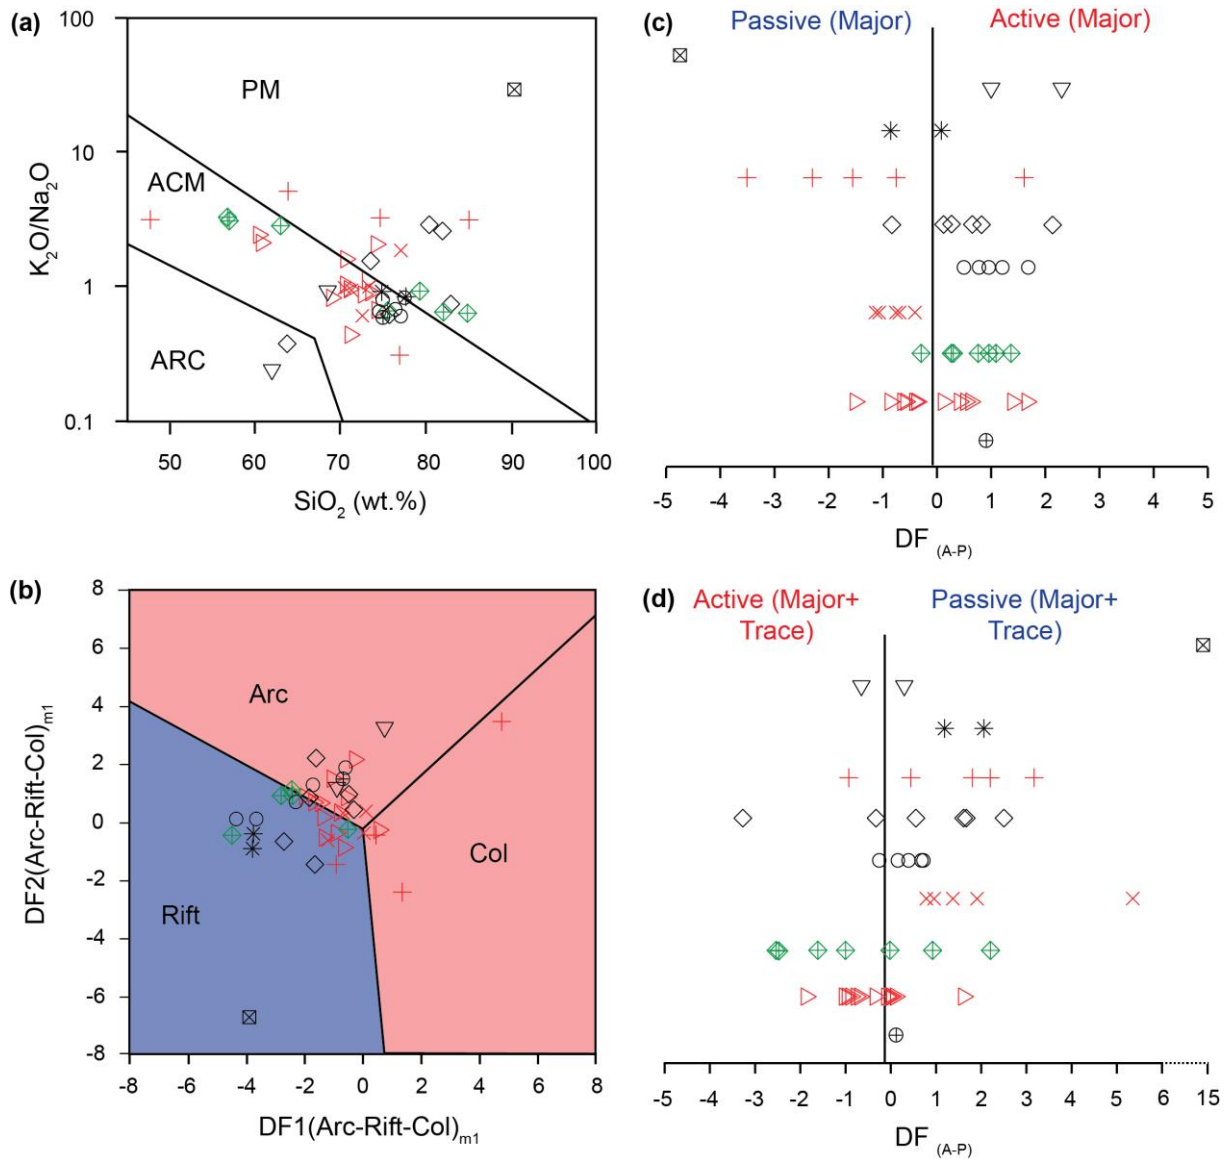 (a)
100
10
1
0.1
K₂O/Na₂O
PM
ACM
ARC
50 60 70 80 90 100
SiO₂ (wt.%)
(c)
Passive (Major)
Active (Major)
-5 -4 -3 -2 -1 0 1 2 3 4 5
DF (A-P)
(b)
8
6
4
2
0
-2
-4
-6
-8
DF2(Arc-Rift-Col)m1
Arc
Col
Rift
-8 -6 -4 -2 0 2 4 6 8
DF1(Arc-Rift-Col)m1
(d)
Active (Major+
Trace)
Passive (Major+
Trace)
-5 -4 -3 -2 -1 0 1 2 3 4 5 6 15
DF (A-P)